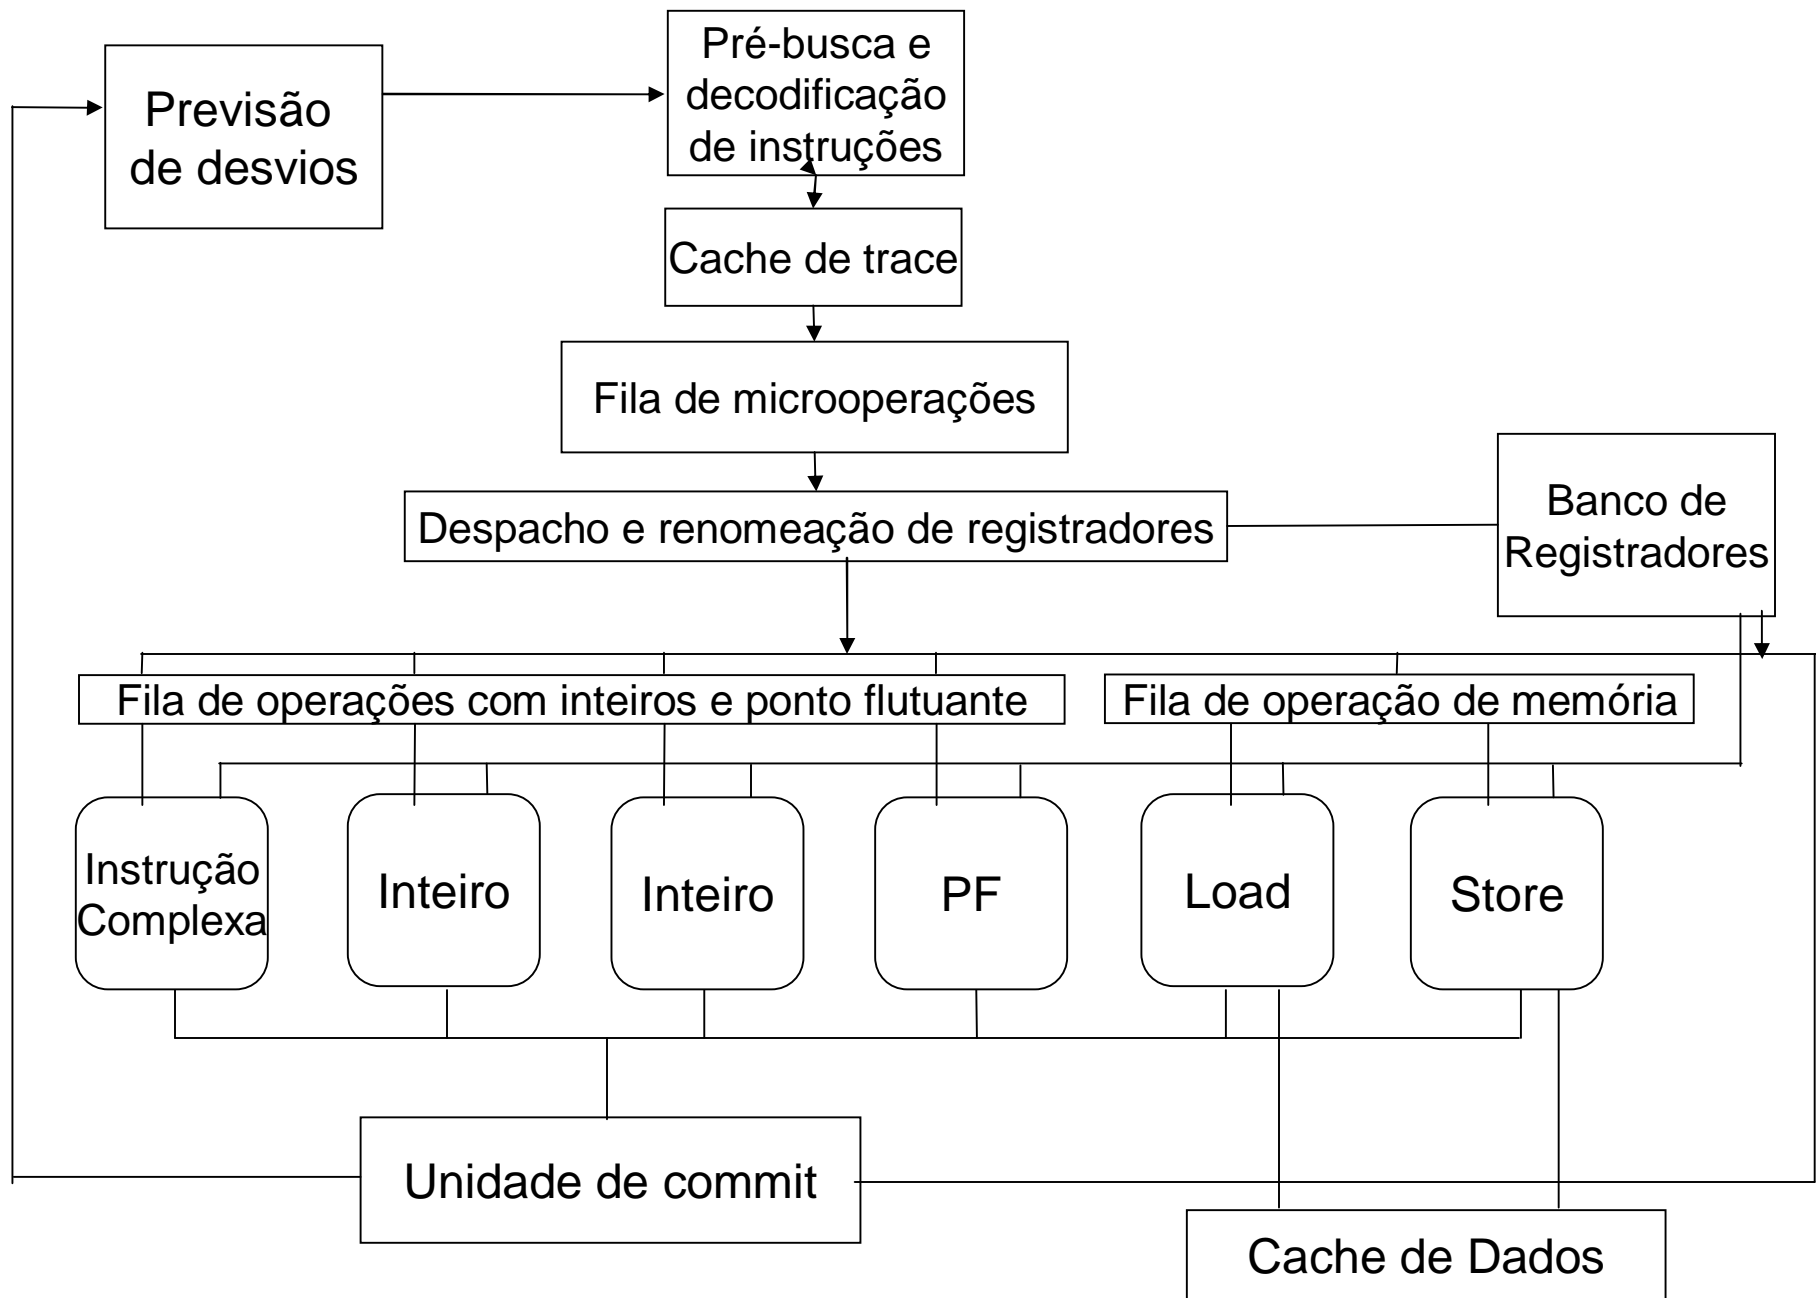 Pré-busca e
decodificação
de instruções
Previsão
de desvios
Cache de trace
Fila de microoperações
Despacho e renomeação de registradores
Banco de
Registradores
Fila de operações com inteiros e ponto flutuante
Fila de operação de memória
Instrução
Complexa
Inteiro
Inteiro
PF
Load
Store
Unidade de commit
Cache de Dados